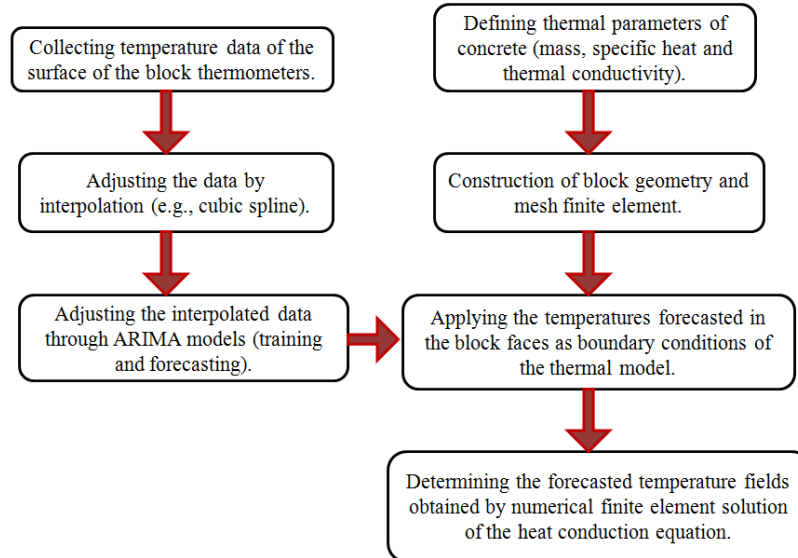 Collecting temperature data of the
surface of the block thermometers.
Adjusting the data by
interpolation (e.g., cubic spline).
Adjusting the interpolated data
through ARIMA models (training
and forecasting).
Defining thermal parameters of
concrete (mass, specific heat and
thermal conductivity).
Construction of block geometry and
mesh finite element.
Applying the temperatures forecasted in
the block faces as boundary conditions of
the thermal model.
Determining the forecasted temperature fields
obtained by numerical finite element solution
of the heat conduction equation.